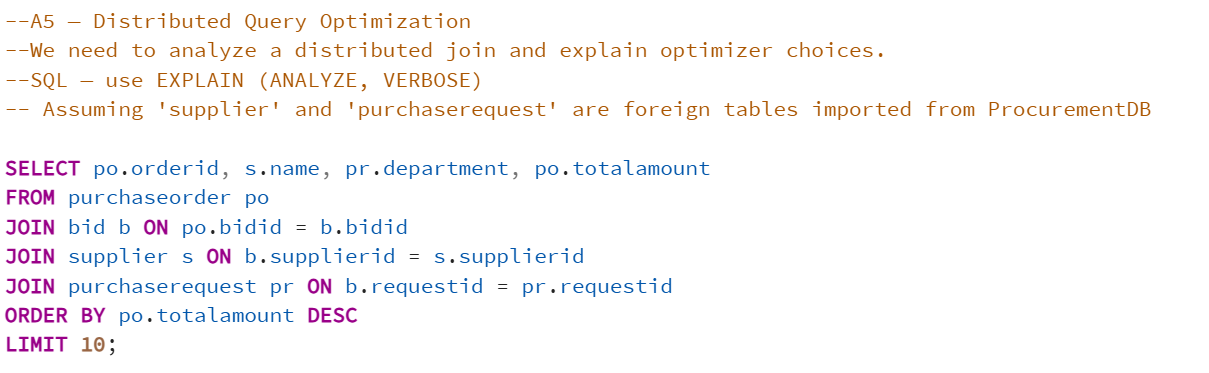 --A5 – Distributed Query Optimization
--We need to analyze a distributed join and explain optimizer choices.
--SQL – use EXPLAIN (ANALYZE, VERBOSE)
-- Assuming 'supplier' and 'purchaserequest' are foreign tables imported from ProcurementDB
SELECT po.orderid, s.name, pr.department, po.totalamount
FROM purchaseorder po
JOIN bid b ON po.bidid = b.bidid
JOIN supplier s ON b.supplierid = s.supplierid
JOIN purchaserequest pr ON b.requestid = pr.requestid
ORDER BY po.totalamount DESC
LIMIT 10;